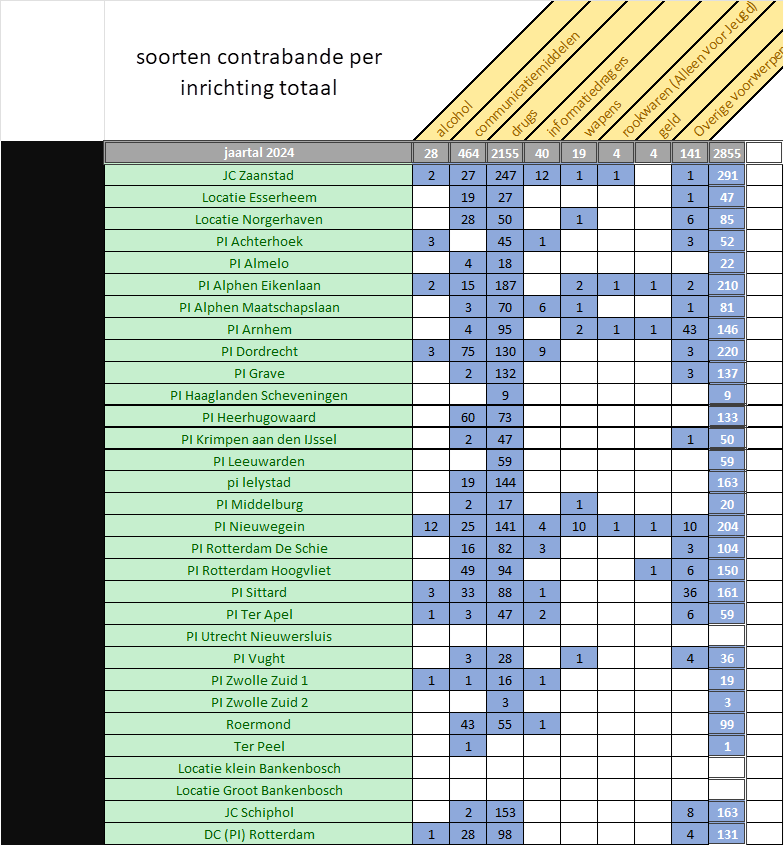 soorten contrabande per
inrichting totaal
alcohol
communicatiemiddelen
drugs
informatiedragers
wapens
rookwaren (Alleen voor Jeugd)
geld
Overige voorwerpen
jaartal 2024 28 464 2155 40 19 4 4 141 2855
JC Zaanstad 2 27 247 12 1 1 1 291
Locatie Esserheem 19 27 1 47
Locatie Norgerhaven 28 50 1 6 85
PI Achterhoek 3 45 1 3 52
PI Almelo 4 18 22
PI Alphen Eikenlaan 2 15 187 2 1 1 2 210
PI Alphen Maatschapslaan 3 70 6 1 1 81
PI Arnhem 4 95 2 1 1 43 146
PI Dordrecht 3 75 130 9 3 220
PI Grave 2 132 3 137
PI Haaglanden Scheveningen 9 9
PI Heerhugowaard 60 73 133
PI Krimpen aan den IJssel 2 47 1 50
PI Leeuwarden 59 59
pi lelystad 19 144 163
PI Middelburg 2 17 1 20
PI Nieuwegein 12 25 141 4 10 1 1 10 204
PI Rotterdam De Schie 16 82 3 3 104
PI Rotterdam Hoogvliet 49 94 1 6 150
PI Sittard 3 33 88 1 36 161
PI Ter Apel 1 3 47 2 6 59
PI Utrecht Nieuwersluis
PI Vught 3 28 1 4 36
PI Zwolle Zuid 1 1 1 16 1 19
PI Zwolle Zuid 2 3 3
Roermond 43 55 1 99
Ter Peel 1 1
Locatie klein Bankenbosch
Locatie Groot Bankenbosch
JC Schiphol 2 153 8 163
DC (PI) Rotterdam 1 28 98 4 131